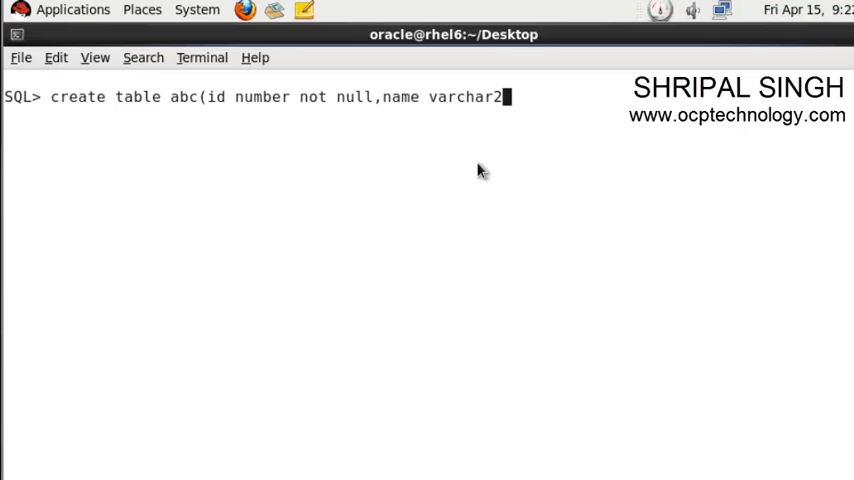 Applications Places System Fri Apr 15, 9:22
oracle@rhel6:~/Desktop
File Edit View Search Terminal Help
SHRIPAL SINGH
SQL> create table abc(id number not null,name varchar2
www.ocptechnology.com